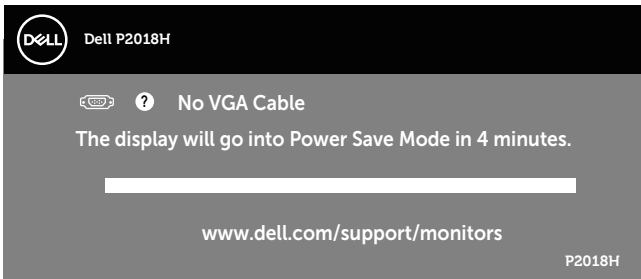 DELL
Dell P2018H
? No VGA Cable
The display will go into Power Save Mode in 4 minutes.
www.dell.com/support/monitors
P2018H